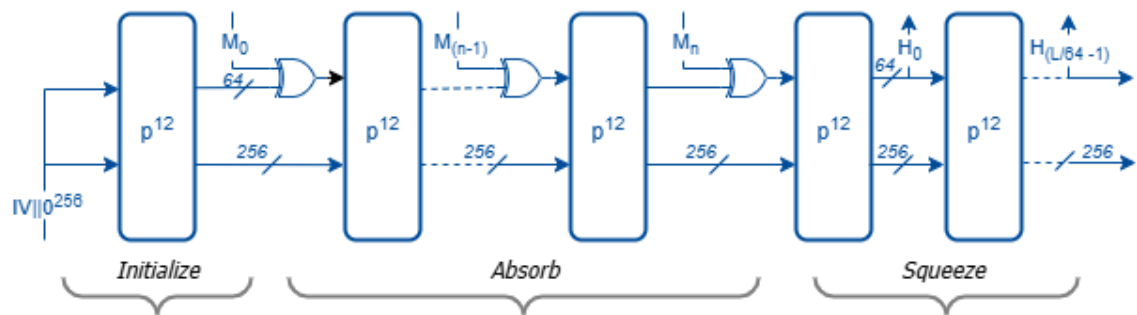 M₀
M₍ₙ₋₁₎
Mₙ
H₀
H(L/64 -1)
64
64
p¹²
p¹²
p¹²
p¹²
p¹²
256
256
256
256
256
IV||0²⁵⁶
Initialize
Absorb
Squeeze